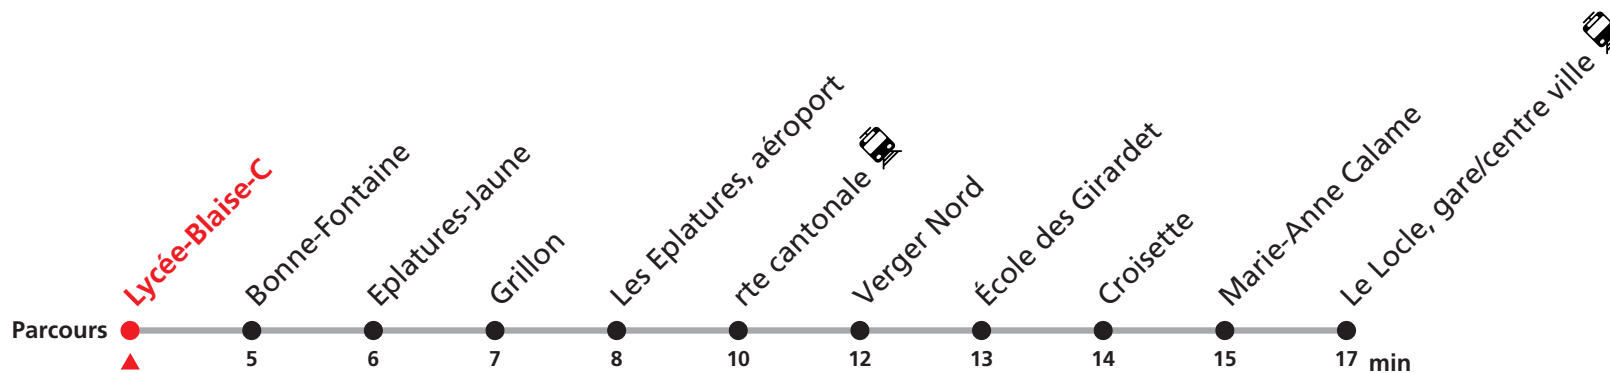 Lycée-Blaise-C
Bonne-Fontaine
Eplatures-Jaune
Grillon
Les Eplatures, aéroport
rte cantonale
Verger Nord
École des Girardet
Croisette
Marie-Anne Calame
Le Locle, gare/centre ville
Parcours
5 6 7 8 10 12 13 14 15 17 min